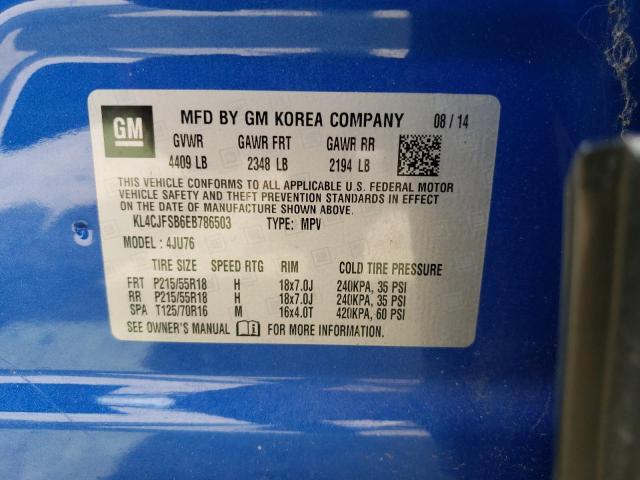 GM
MFD BY GM KOREA COMPANY 08 / 14
GVWR GAWR FRT GAWR RR
4409 LB 2348 LB 2194 LB
THIS VEHICLE CONFORMS TO ALL APPLICABLE U.S. FEDERAL MOTOR
VEHICLE SAFETY AND THEFT PREVENTION STANDARDS IN EFFECT
ON THE DATE OF MANUFACTURE SHOWN ABOVE.
KL4CJFSB6EB786503 TYPE: MPV
MODEL : 4JU76
TIRE SIZE SPEED RTG RIM COLD TIRE PRESSURE
FRT P215/55R18 H 18x7.0J 240KPA, 35 PSI
RR P215/55R18 H 18x7.0J 240KPA, 35 PSI
SPA T125/70R16 M 16x4.0T 420KPA, 60 PSI
SEE OWNER'S MANUAL FOR MORE INFORMATION.